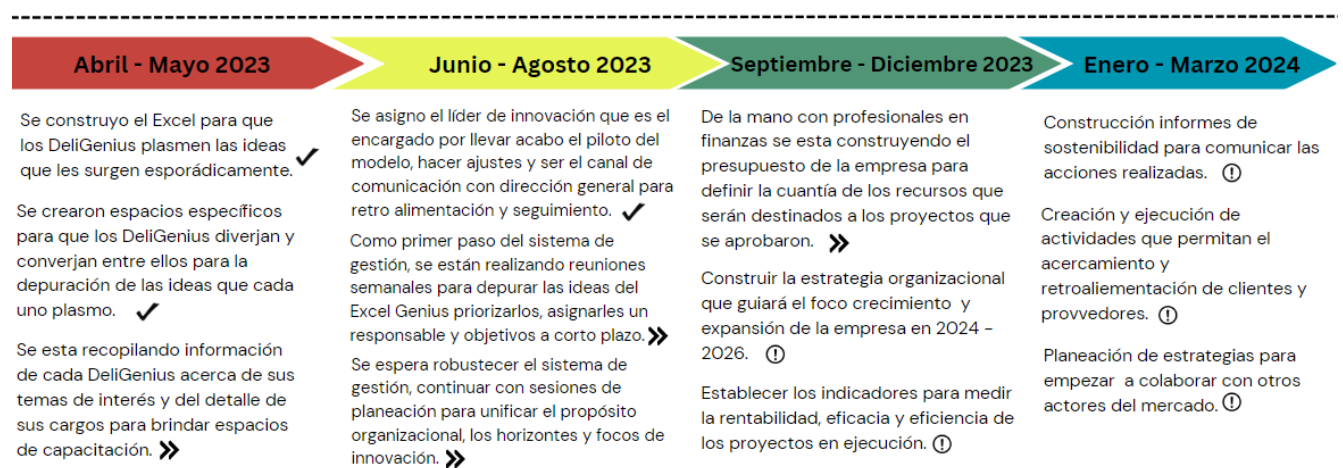 Abril - Mayo 2023
Se construyo el Excel para que
los DeliGenius plasmen las ideas
que les surgen esporádicamente.
Se crearon espacios específicos
para que los DeliGenius diverjan y
converjan entre ellos para la
depuración de las ideas que cada
uno plasmo.
Se esta recopilando información
de cada DeliGenius acerca de sus
temas de interés y del detalle de
sus cargos para brindar espacios
de capacitación.
Junio - Agosto 2023
Se asigno el líder de innovación que es el
encargado por llevar acabo el piloto del
modelo, hacer ajustes y ser el canal de
comunicación con dirección general para
retro alimentación y seguimiento.
Como primer paso del sistema de
gestión, se están realizando reuniones
semanales para depurar las ideas del
Excel Genius priorizarlos, asignarles un
responsable y objetivos a corto plazo.
Se espera robustecer el sistema de
gestión, continuar con sesiones de
planeación para unificar el propósito
organizacional, los horizontes y focos de
innovación.
Septiembre - Diciembre 2023
De la mano con profesionales en
finanzas se esta construyendo el
presupuesto de la empresa para
definir la cuantía de los recursos que
serán destinados a los proyectos que
se aprobaron.
Construir la estrategia organizacional
que guiará el foco crecimiento y
expansión de la empresa en 2024 -
2026.
Establecer los indicadores para medir
la rentabilidad, eficacia y eficiencia de
los proyectos en ejecución.
Enero - Marzo 2024
Construcción informes de
sostenibilidad para comunicar las
acciones realizadas.
Creación y ejecución de
actividades que permitan el
acercamiento y
retroaliementación de clientes y
provvedores.
Planeación de estrategias para
empezar a colaborar con otros
actores del mercado.